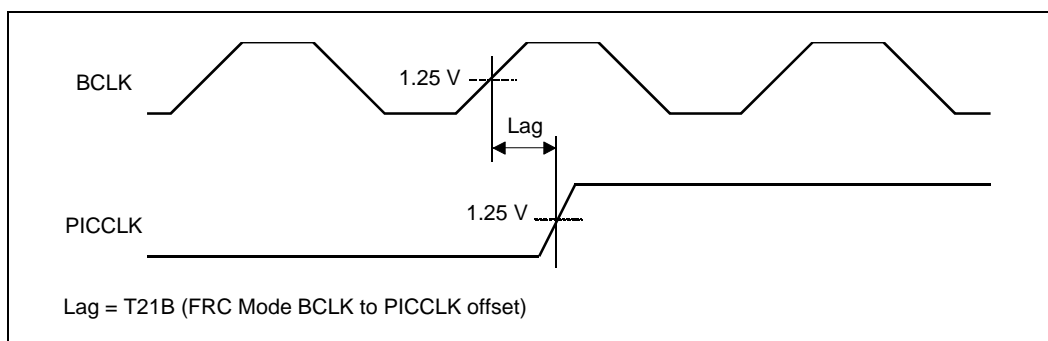 BCLK
1.25 V
Lag
1.25 V
PICCLK
Lag = T21B (FRC Mode BCLK to PICCLK offset)